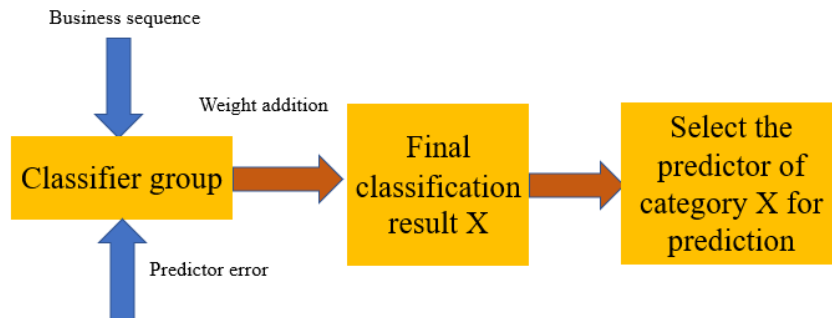 Business sequence
Weight addition
Classifier group
Predictor error
Final
classification
result X
Select the
predictor of
category X for
prediction